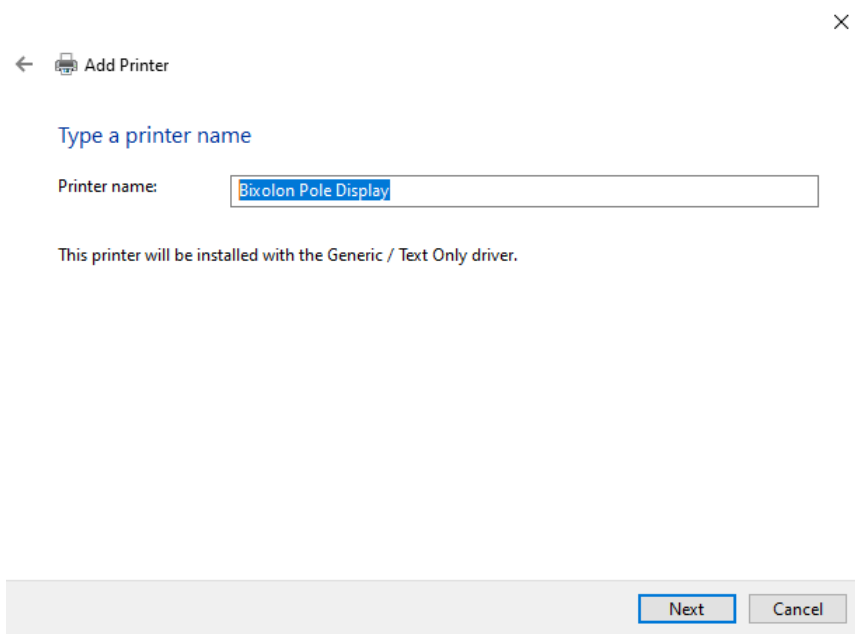 Add Printer
Type a printer name
Printer name: Bixolon Pole Display
This printer will be installed with the Generic / Text Only driver.
Next Cancel